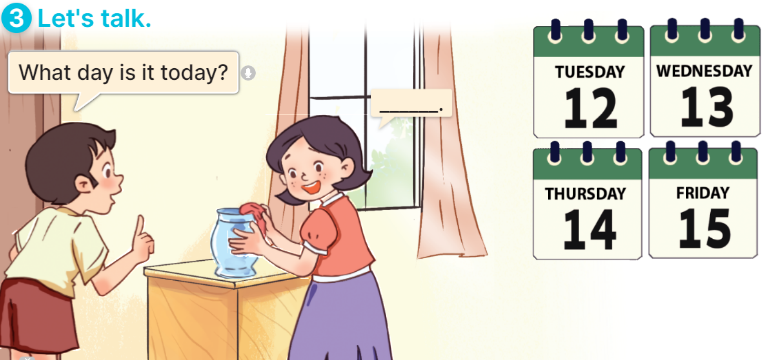 3 Let's talk.
What day is it today?
______.
TUESDAY
12
WEDNESDAY
13
THURSDAY
14
FRIDAY
15